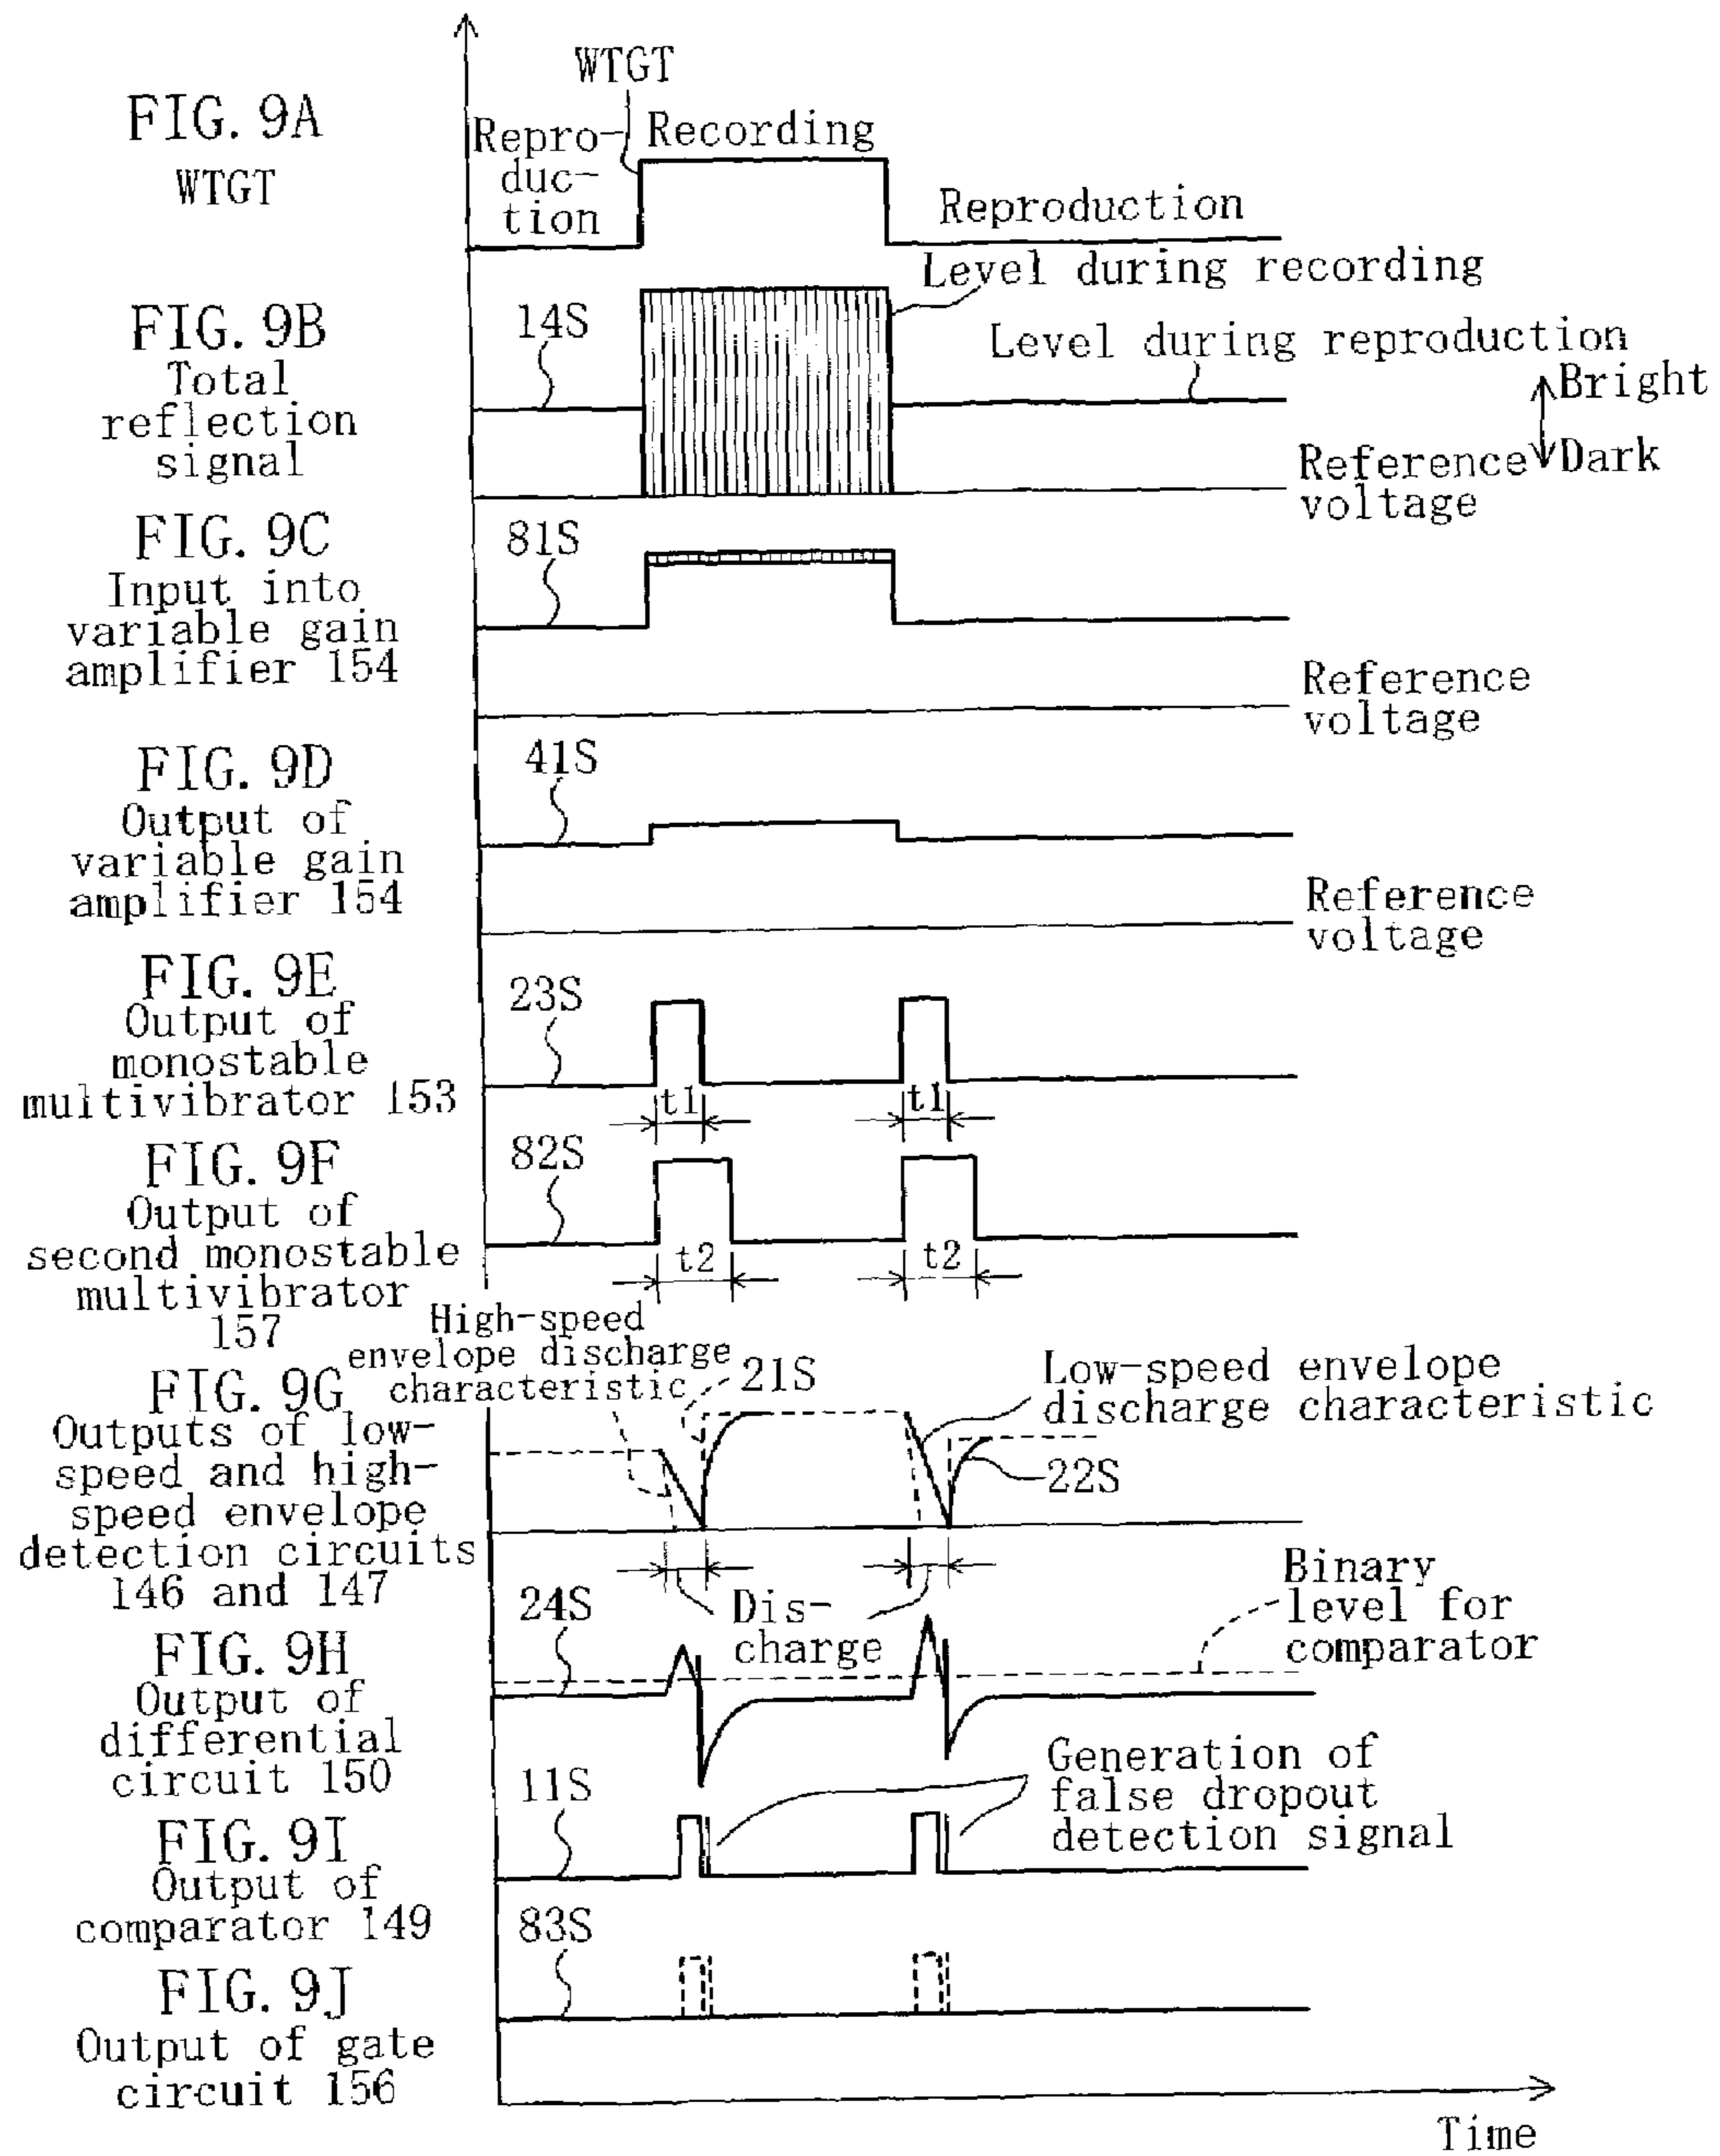 WTGT
FIG. 9A
WTGT
Repro-
duc-
tion
Recording
Reproduction
Level during recording
FIG. 9B
Total
reflection
signal
14S
Level during reproduction
Bright
Dark
Reference
voltage
FIG. 9C
Input into
variable gain
amplifier 154
81S
Reference
voltage
FIG. 9D
Output of
variable gain
amplifier 154
41S
Reference
voltage
FIG. 9E
Output of
monostable
multivibrator 153
23S
t1
t1
FIG. 9F
Output of
second monostable
multivibrator
157
82S
t2
t2
High-speed
envelope discharge
characteristic
21S
Low-speed envelope
discharge characteristic
22S
FIG. 9G
Outputs of low-
speed and high-
speed envelope
detection circuits
146 and 147
Dis-
charge
Binary
level for
comparator
24S
FIG. 9H
Output of
differential
circuit 150
Generation of
false dropout
detection signal
11S
FIG. 9I
Output of
comparator 149
83S
FIG. 9J
Output of gate
circuit 156
Time